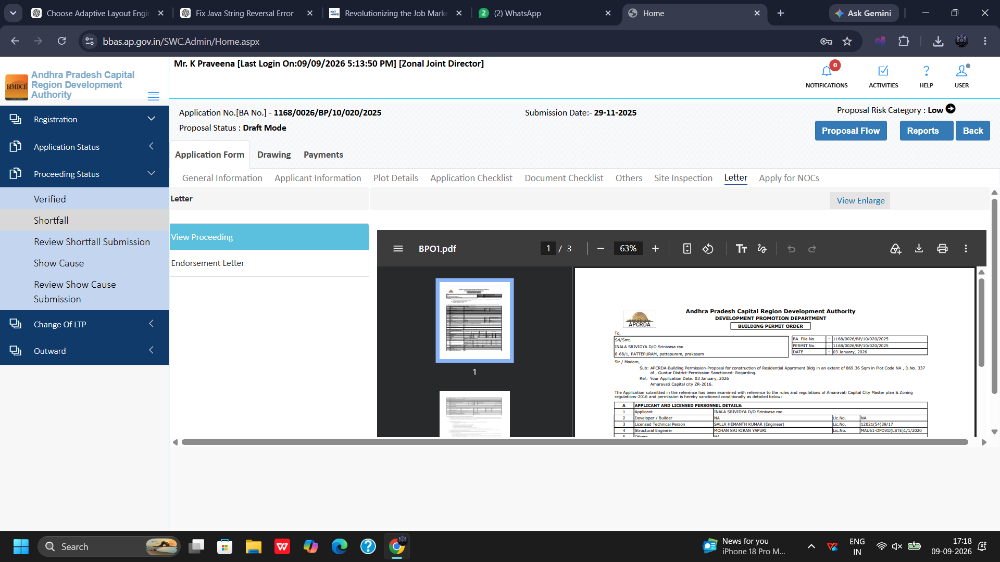 Choose Adaptive Layout Engi
Fix Java String Reversal Error
Revolutionizing the Job Marke
2
(2) WhatsApp
Home
Ask Gemini
bbas.ap.gov.in/SWC.Admin/Home.aspx
BIMDCR
Andhra Pradesh Capital
Region Development
Authority
Mr. K Praveena [Last Login On:09/09/2026 5:13:50 PM] [Zonal Joint Director]
0
NOTIFICATIONS
ACTIVITIES
HELP
USER
Registration
Application Status
Proceeding Status
Verified
Shortfall
Review Shortfall Submission
Show Cause
Review Show Cause
Submission
Change Of LTP
Outward
Application No.[BA No.] - 1168/0026/BP/10/020/2025
Submission Date:- 29-11-2025
Proposal Risk Category : Low
Proposal Status : Draft Mode
Proposal Flow
Reports
Back
Application Form
Drawing
Payments
General Information
Applicant Information
Plot Details
Application Checklist
Document Checklist
Others
Site Inspection
Letter
Apply for NOCs
Letter
View Enlarge
View Proceeding
Endorsement Letter
BPO1.pdf
1 / 3
63%
1
APCRDA
Andhra Pradesh Capital Region Development Authority
DEVELOPMENT PROMOTION DEPARTMENT
BUILDING PERMIT ORDER
To,
Sri/Smt.
INALA SRIVIDYA D/O Srinivasa rao
8-68/1, PATTEPURAM, pattapuram, prakasam
BA. File No. : 1168/0026/BP/10/020/2025
PERMIT No. : 1168/0026/BP/10/020/2025
DATE : 03 January, 2026
Sir / Madam,
Sub: APCRDA-Building Permission-Proposal for construction of Residential Apartment Bldg in an extent of 869.36 Sqm in Plot Code NA , D.No. 337
of , Guntur District-Permission Sanctioned- Regarding.
Ref: Your Application Date: 03 January, 2026
Amaravati Capital city ZR-2016.
The Application submitted in the reference has been examined with reference to the rules and regulations of Amaravati Capital City Master plan & Zoning
regulations-2016 and permission is hereby sanctioned conditionally as detailed below:
A APPLICANT AND LICENSED PERSONNEL DETAILS:
1 Applicant INALA SRIVIDYA D/O Srinivasa rao
2 Developer / Builder NA Lic.No. NA
3 Licensed Technical Person SALLA HEMANTH KUMAR (Engineer) Lic.No. 12021(54)39/17
4 Structural Engineer MOHAN SAI KIRAN YAPURI Lic.No. MAU61-DPOVIJ(LSTE)1/1/2020
5 Others NA
Search
News for you
iPhone 18 Pro M...
ENG
IN
17:18
09-09-2026